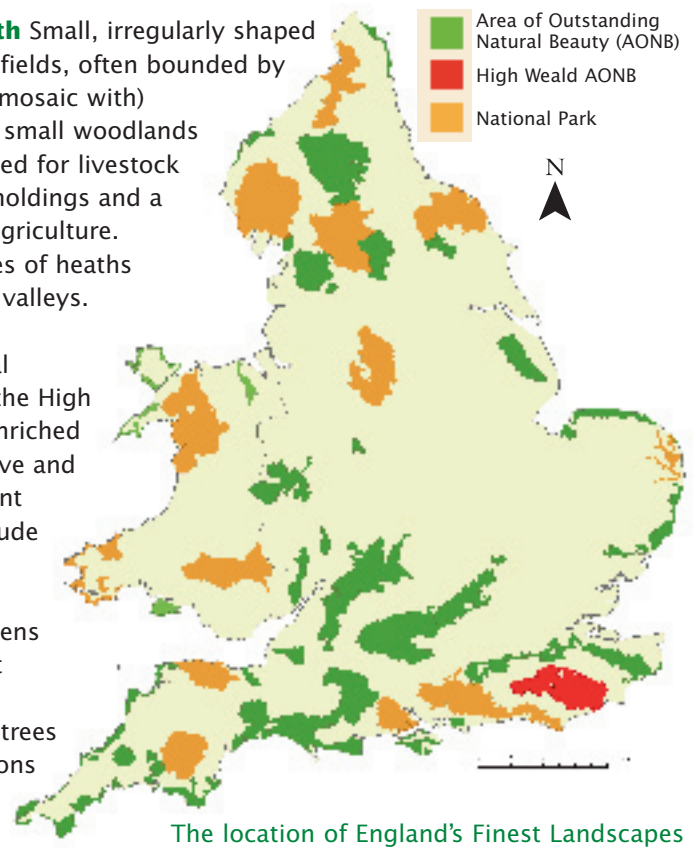 th Small, irregularly shaped
fields, often bounded by
mosaic with)
small woodlands
ed for livestock
holdings and a
griculture.
es of heaths
valleys.
al
the High
nriched
ve and
nt
ude
ens
t
trees
ons
Area of Outstanding
Natural Beauty (AONB)
High Weald AONB
National Park
N
The location of England’s Finest Landscapes